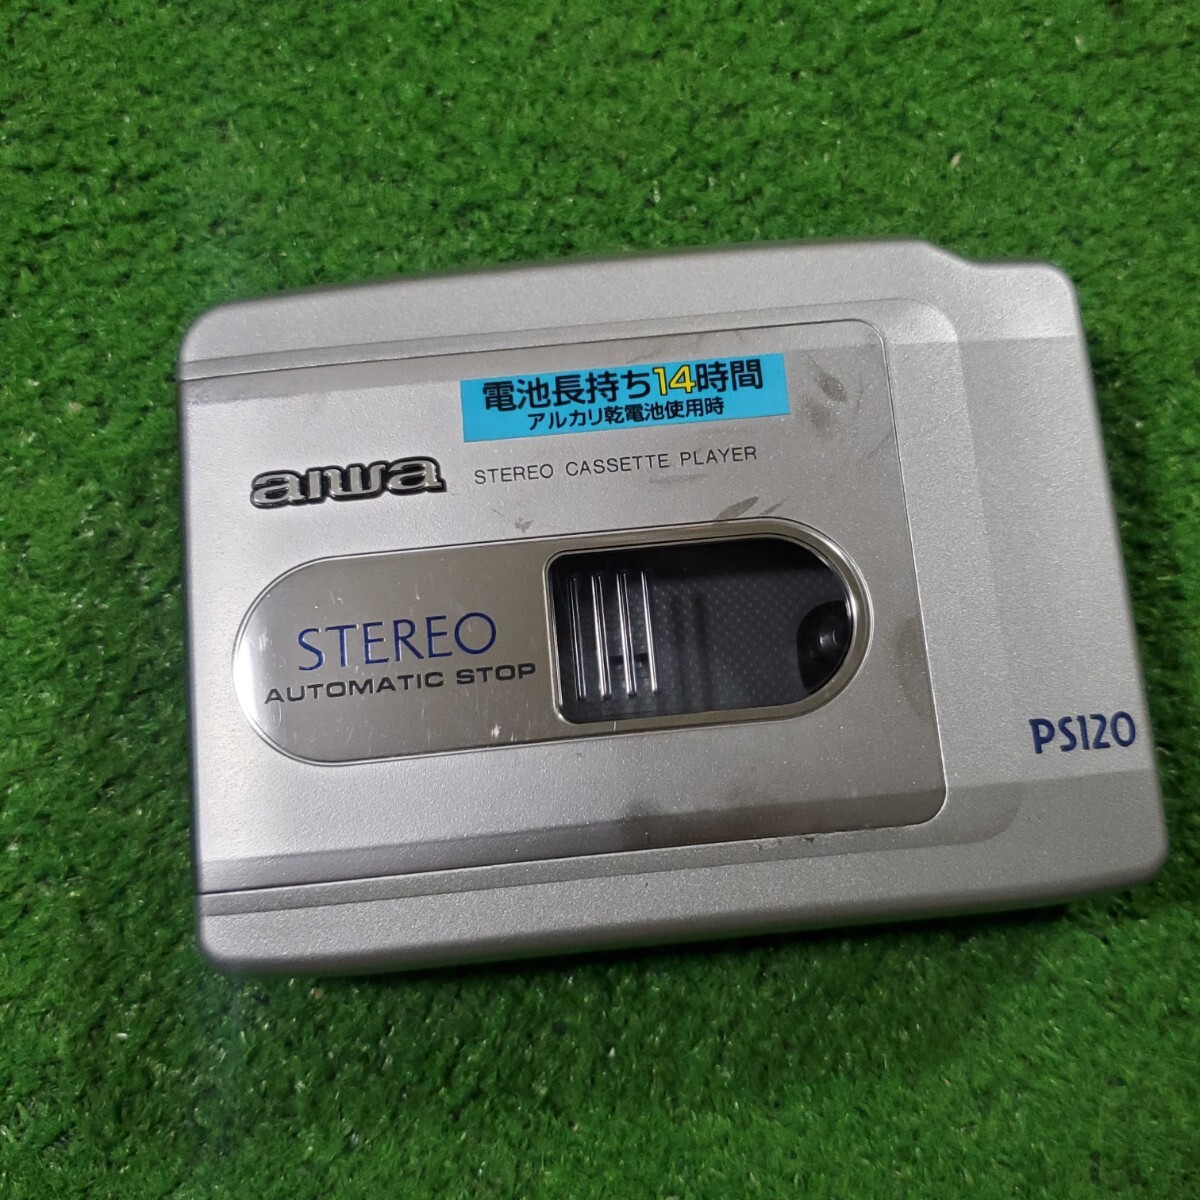 電池長持ち14時間
アルカリ乾電池使用時
aiwa
STEREO CASSETTE PLAYER
STEREO
AUTOMATIC STOP
PS120